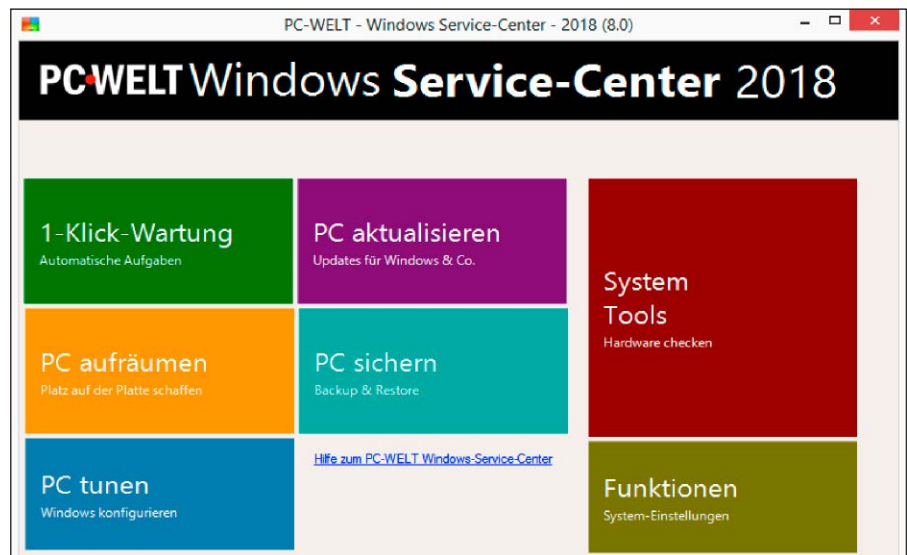 PC-WELT - Windows Service-Center - 2018 (8.0)
PC-WELT Windows Service-Center 2018
1-Klick-Wartung
Automatische Aufgaben
PC aktualisieren
Updates für Windows & Co.
System
Tools
Hardware checken
PC aufräumen
Platz auf der Platte schaffen
PC sichern
Backup & Restore
Hilfe zum PC-WELT Windows-Service-Center
PC tunen
Windows konfigurieren
Funktionen
System-Einstellungen